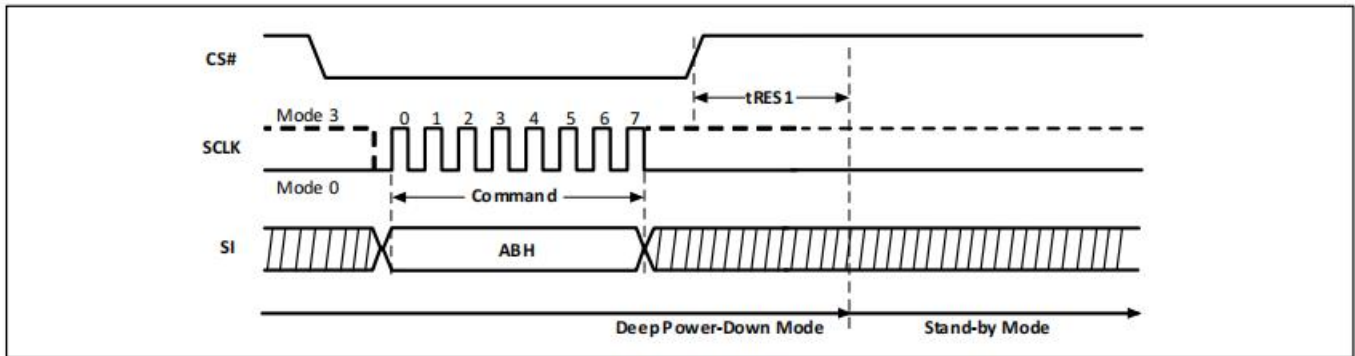 CS#
tRES1
Mode 3
0 1 2 3 4 5 6 7
SCLK
Mode 0
Command
SI
ABH
Deep Power-Down Mode
Stand-by Mode